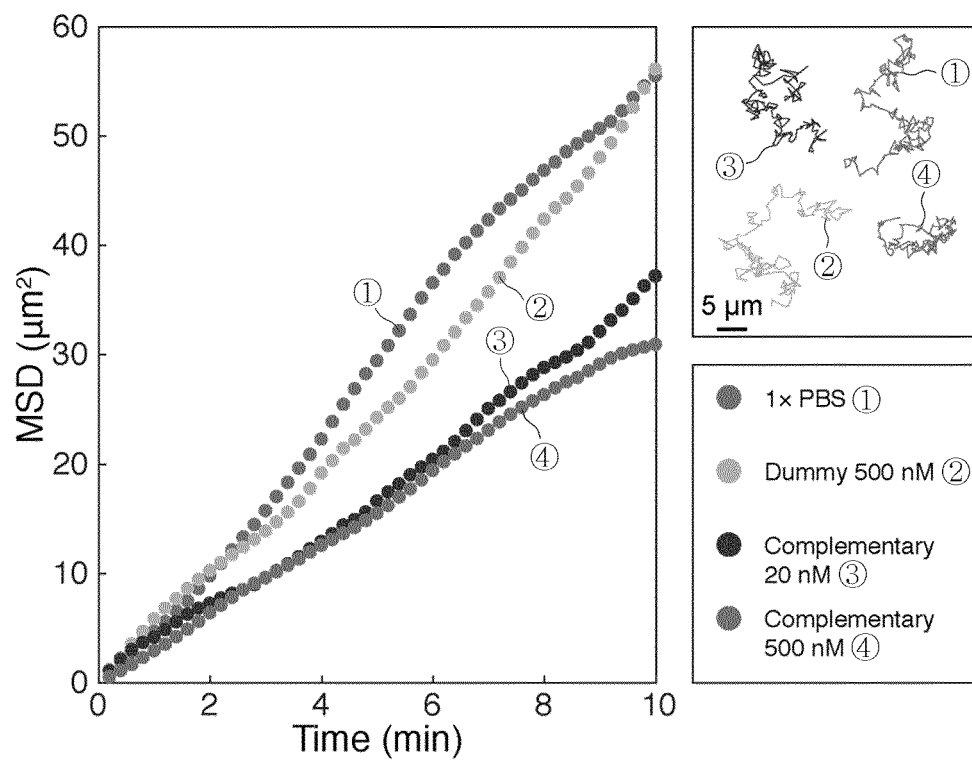 60
50
40
30
20
10
0
MSD (μm²)
①
②
③
④
0 2 4 6 8 10
Time (min)
①
③
④
②
5 μm
1× PBS ①
Dummy 500 nM ②
Complementary
20 nM ③
Complementary
500 nM ④